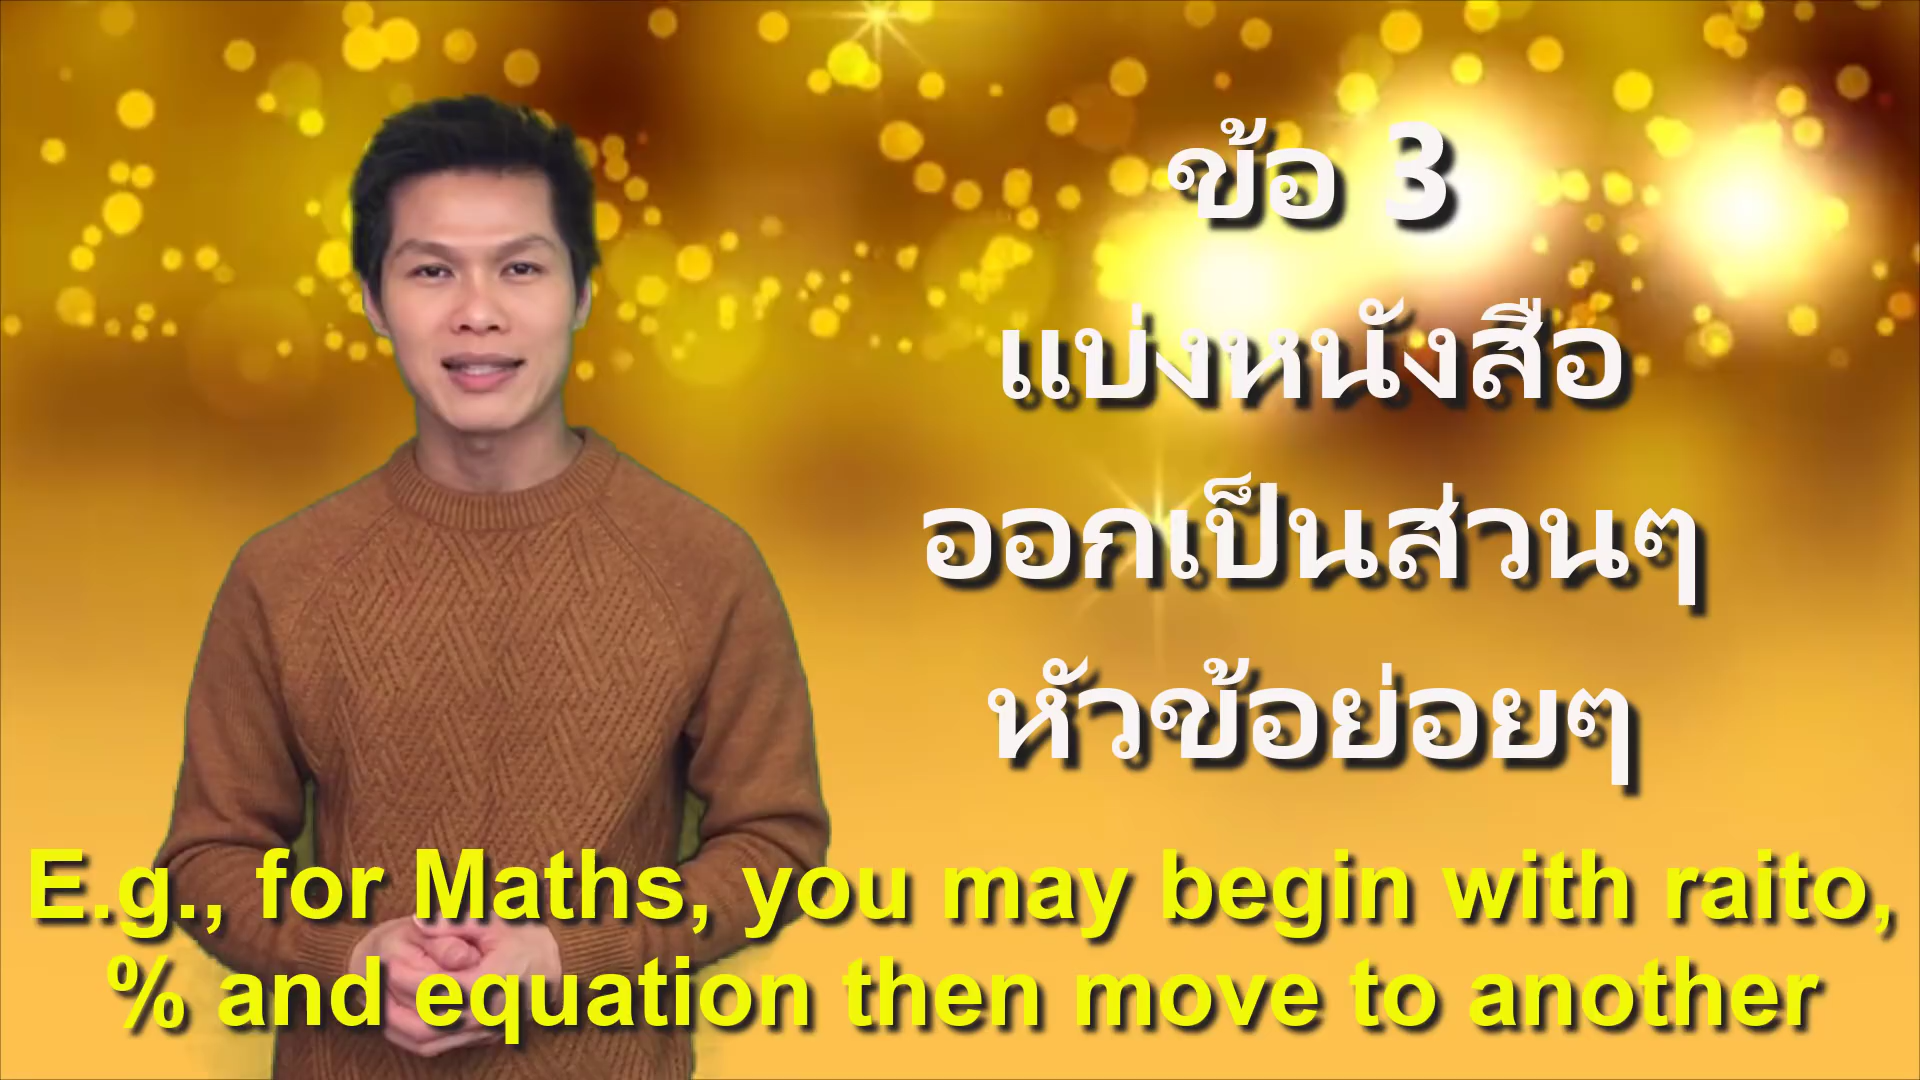 ข้อ 3
แบ่งหนังสือ
ออกเป็นส่วนๆ
หัวข้อย่อยๆ
E.g., for Maths, you may begin with raito,
% and equation then move to another